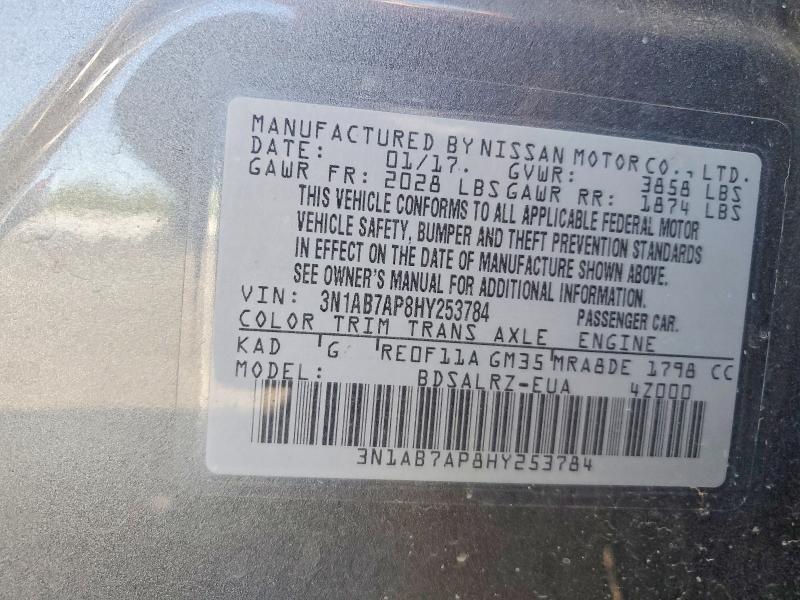 MANUFACTURED BY NISSAN MOTOR CO., LTD.
DATE: 01/17. GVWR: 3858 LBS
GAWR FR: 2028 LBS GAWR RR: 1874 LBS
THIS VEHICLE CONFORMS TO ALL APPLICABLE FEDERAL MOTOR
VEHICLE SAFETY, BUMPER AND THEFT PREVENTION STANDARDS
IN EFFECT ON THE DATE OF MANUFACTURE SHOWN ABOVE.
SEE OWNER'S MANUAL FOR ADDITIONAL INFORMATION.
VIN: 3N1AB7AP8HY253784 PASSENGER CAR.
COLOR TRIM TRANS AXLE ENGINE
KAD G RE0F11A GM35 MRA8DE 1798 CC
MODEL: BDSALRZ-EUA 4Z000
3N1AB7AP8HY253784